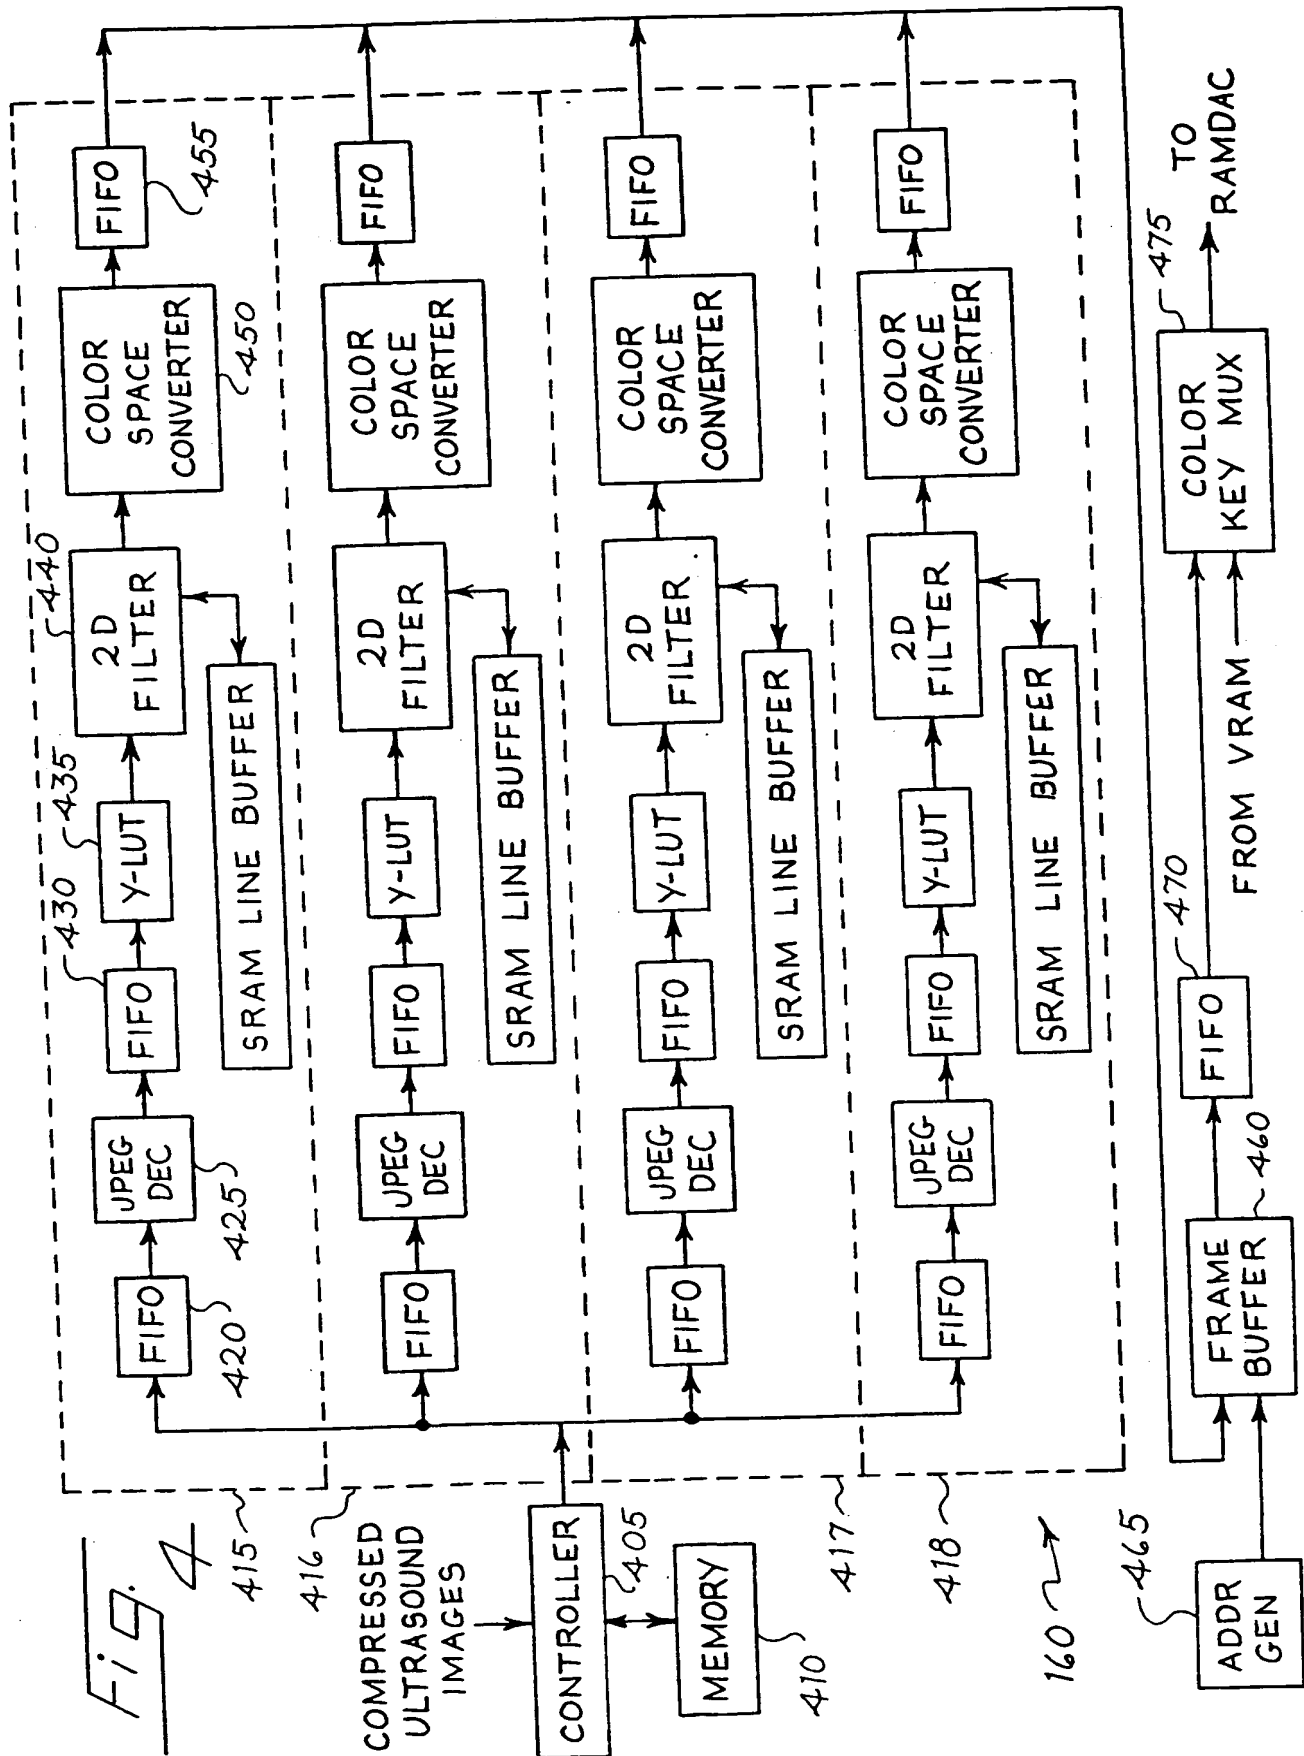 Fig. 4
415
FIFO
420
JPEG
DEC
425
FIFO
430
Y-LUT
435
2D
FILTER
440
SRAM LINE BUFFER
COLOR
SPACE
CONVERTER
450
FIFO
455
416
FIFO
JPEG
DEC
FIFO
Y-LUT
2D
FILTER
SRAM LINE BUFFER
COLOR
SPACE
CONVERTER
FIFO
COMPRESSED
ULTRASOUND
IMAGES
CONTROLLER
405
MEMORY
410
417
FIFO
JPEG
DEC
FIFO
Y-LUT
2D
FILTER
SRAM LINE BUFFER
COLOR
SPACE
CONVERTER
FIFO
418
FIFO
JPEG
DEC
FIFO
Y-LUT
2D
FILTER
SRAM LINE BUFFER
COLOR
SPACE
CONVERTER
FIFO
160
465
ADDR
GEN
FRAME
BUFFER
460
FIFO
470
FROM VRAM
COLOR
KEY MUX
475
TO
RAMDAC